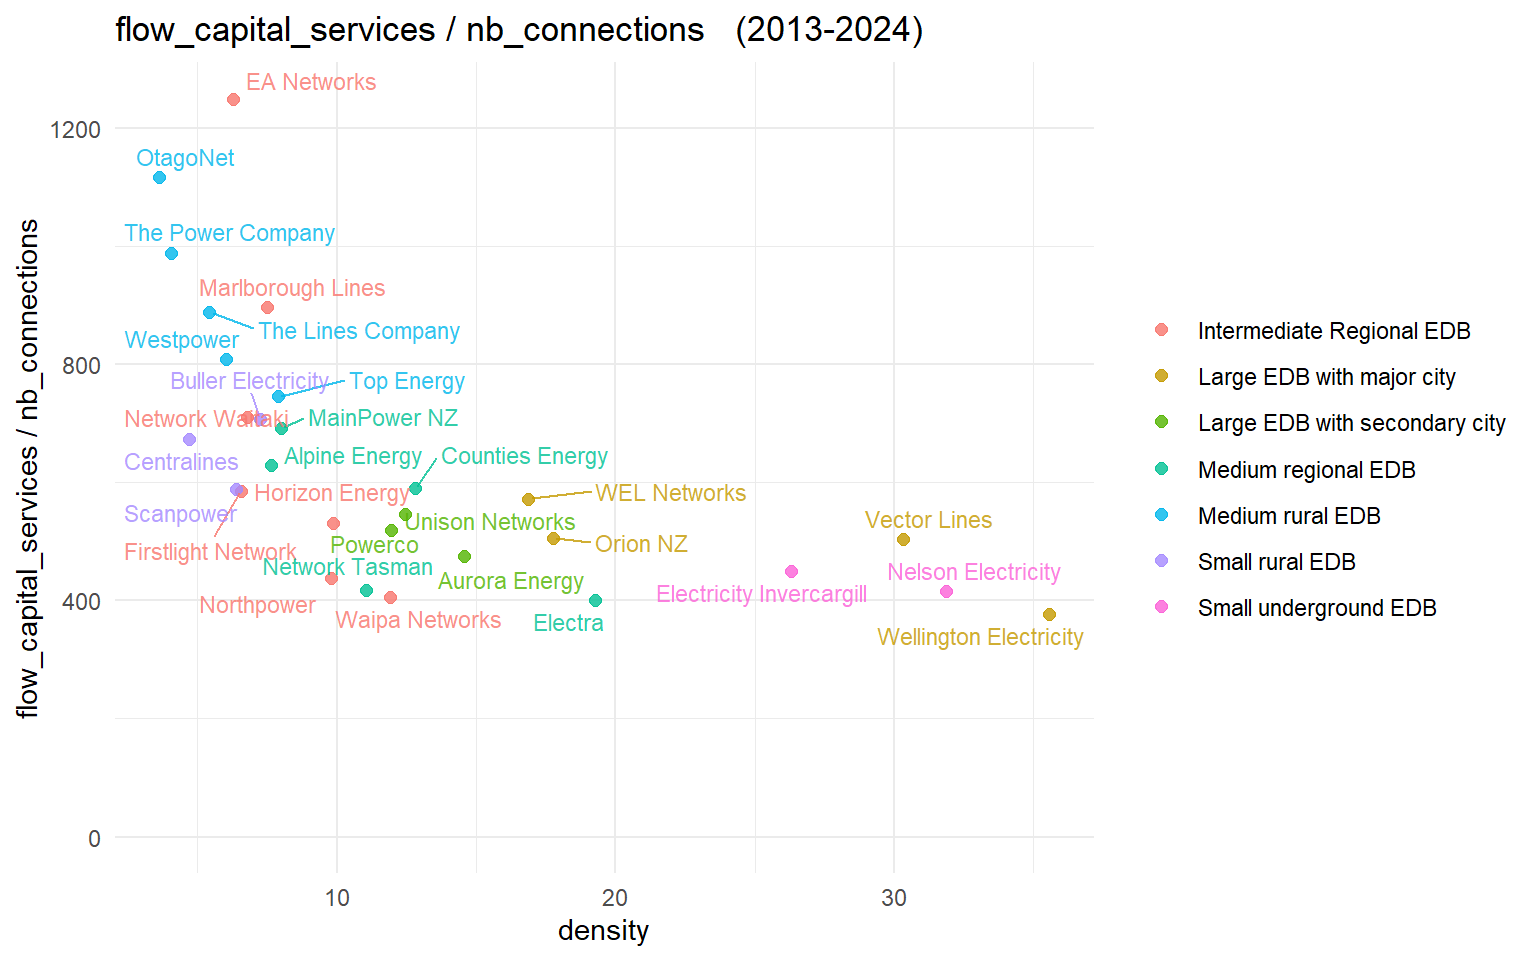 flow_capital_services / nb_connections   (2013-2024)
flow_capital_services / nb_connections
1200
800
400
0
EA Networks
OtagoNet
The Power Company
Marlborough Lines
The Lines Company
Westpower
Buller Electricity
Top Energy
Network Waitaki
MainPower NZ
Centralines
Alpine Energy
Counties Energy
Horizon Energy
WEL Networks
Scanpower
Unison Networks
Vector Lines
Powerco
Orion NZ
Firstlight Network
Network Tasman
Nelson Electricity
Aurora Energy
Electricity Invercargill
Northpower
Waipa Networks
Electra
Wellington Electricity
10
20
30
density
Intermediate Regional EDB
Large EDB with major city
Large EDB with secondary city
Medium regional EDB
Medium rural EDB
Small rural EDB
Small underground EDB